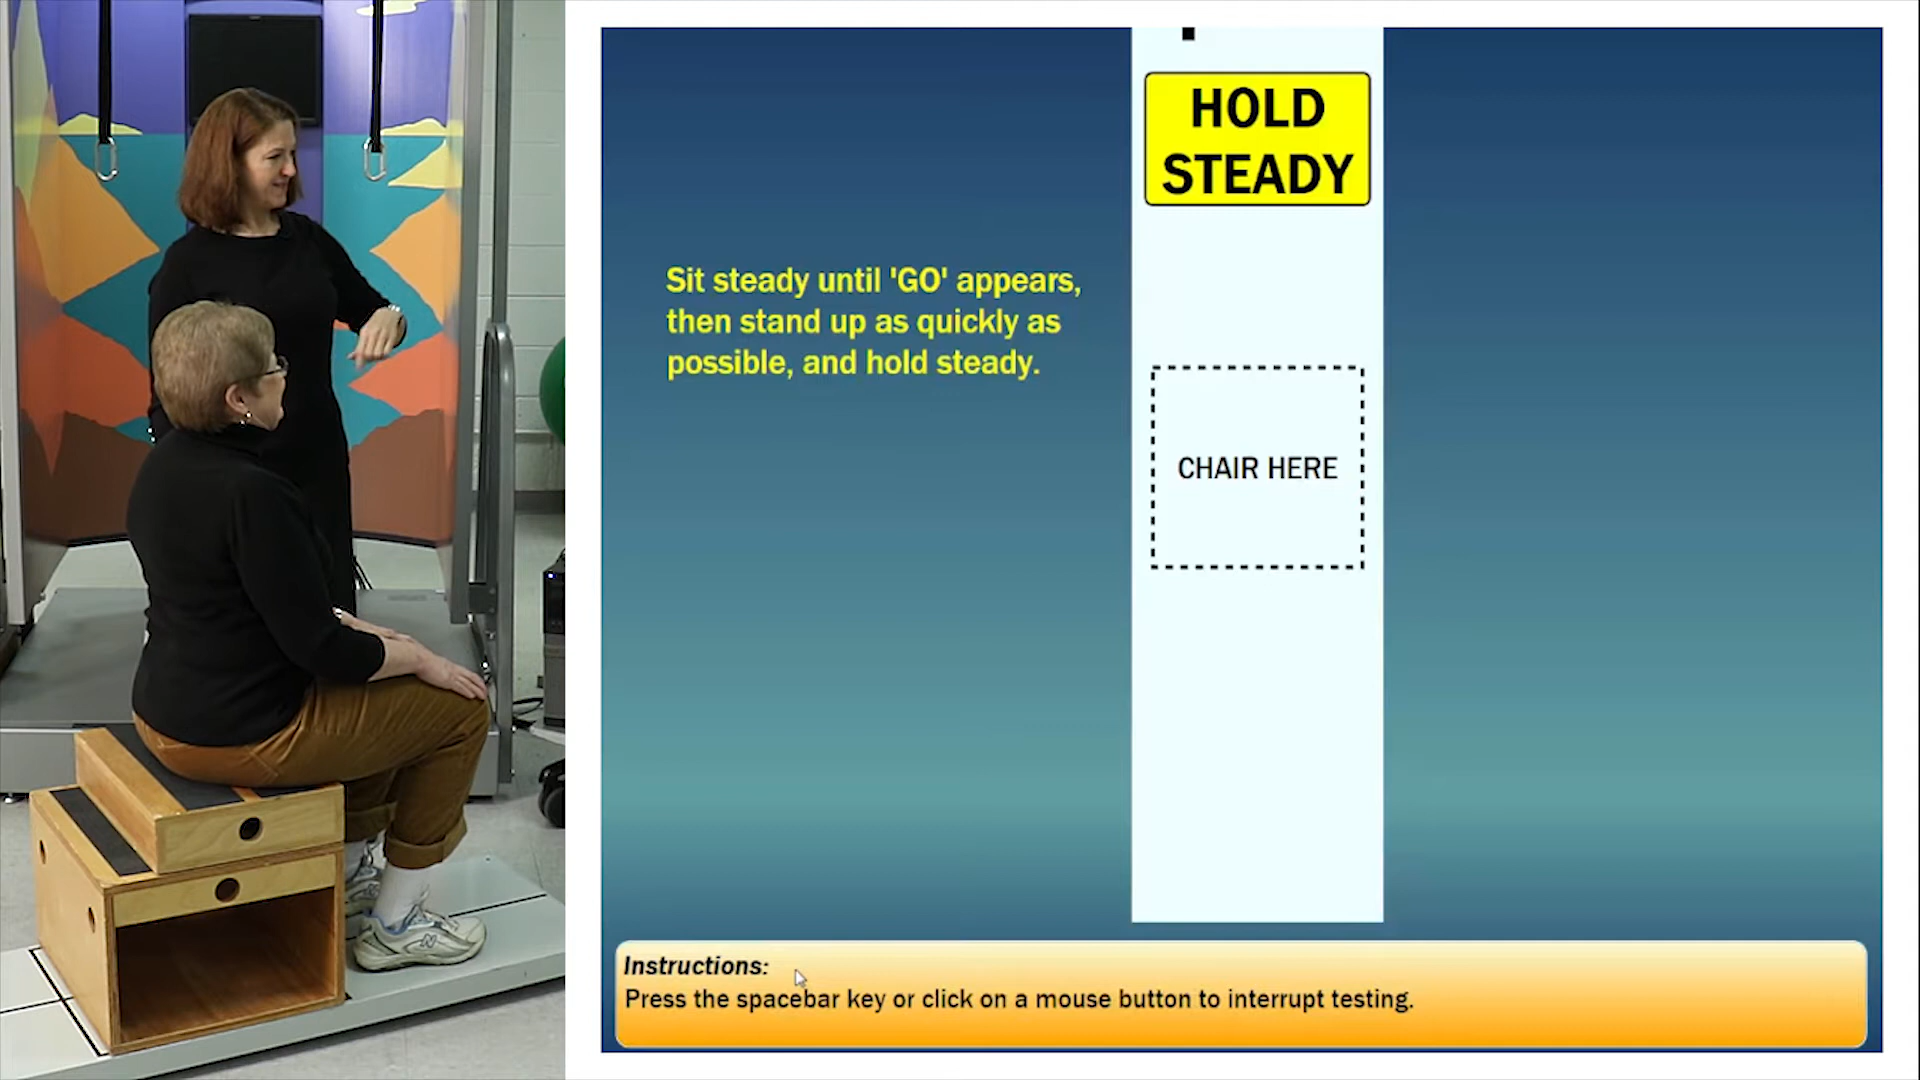 HOLD
STEADY
Sit steady until 'GO' appears,
then stand up as quickly as
possible, and hold steady.
CHAIR HERE
Instructions:
Press the spacebar key or click on a mouse button to interrupt testing.